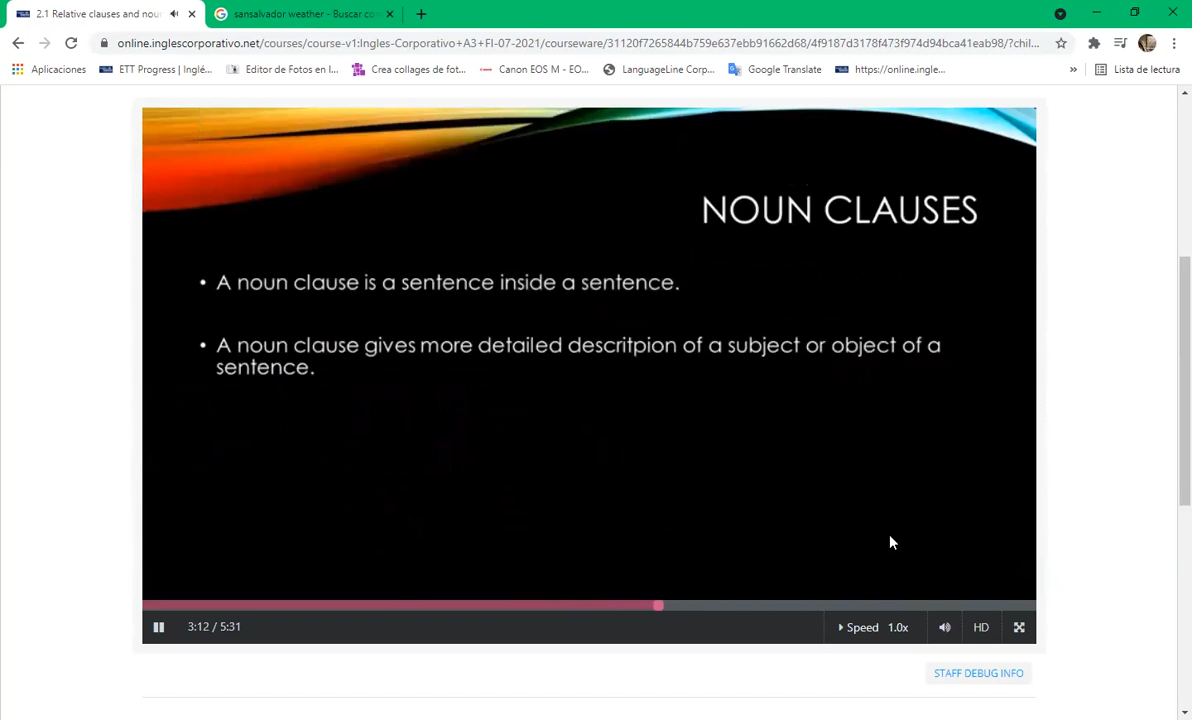 2.1 Relative clauses and noun
sansalvador weather - Buscar co
online.inglescorporativo.net/courses/course-v1:Ingles-Corporativo+A3+FI-07-2021/courseware/31120f7265844b759e637ebb91662d68/4f9187d3178f473f974d94bca41eab98/?chil...
Aplicaciones
ETT Progress | Inglé...
Editor de Fotos en l...
Crea collages de fot...
Canon EOS M - EO...
LanguageLine Corp...
Google Translate
https://online.ingle...
»
Lista de lectura
NOUN CLAUSES
• A noun clause is a sentence inside a sentence.
• A noun clause gives more detailed descritpion of a subject or object of a
sentence.
3:12 / 5:31
Speed 1.0x
HD
STAFF DEBUG INFO